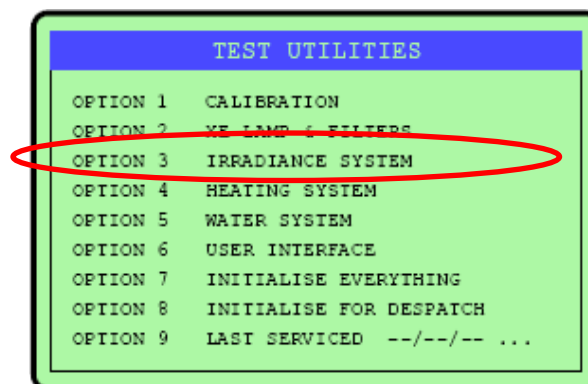 TEST UTILITIES
OPTION 1 CALIBRATION
OPTION 2 XE LAMP & FILTERS
OPTION 3 IRRADIANCE SYSTEM
OPTION 4 HEATING SYSTEM
OPTION 5 WATER SYSTEM
OPTION 6 USER INTERFACE
OPTION 7 INITIALISE EVERYTHING
OPTION 8 INITIALISE FOR DESPATCH
OPTION 9 LAST SERVICED --/--/-- ...